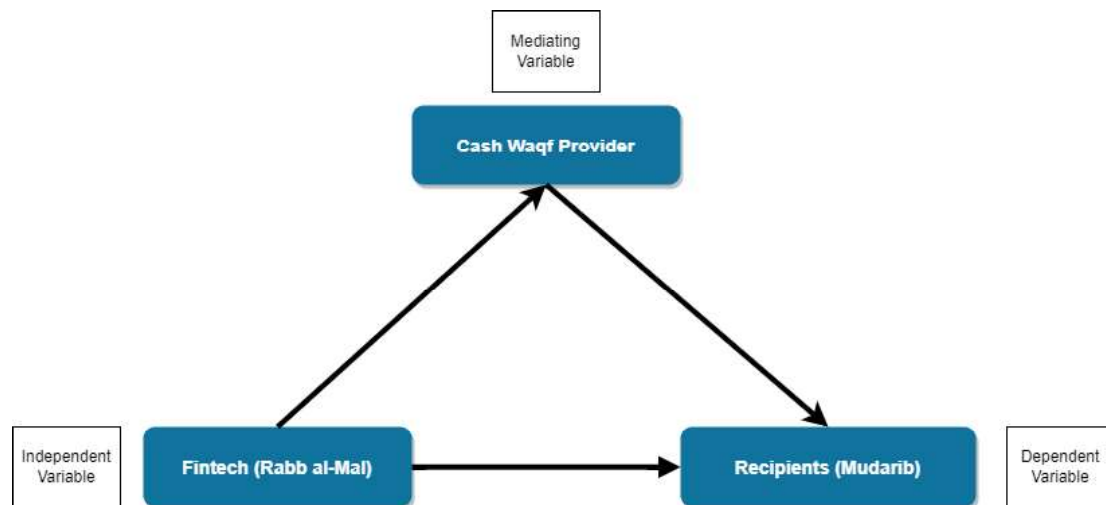 Mediating
Variable
Cash Waqf Provider
Independent
Variable
Fintech (Rabb al-Mal)
Recipients (Mudarib)
Dependent
Variable